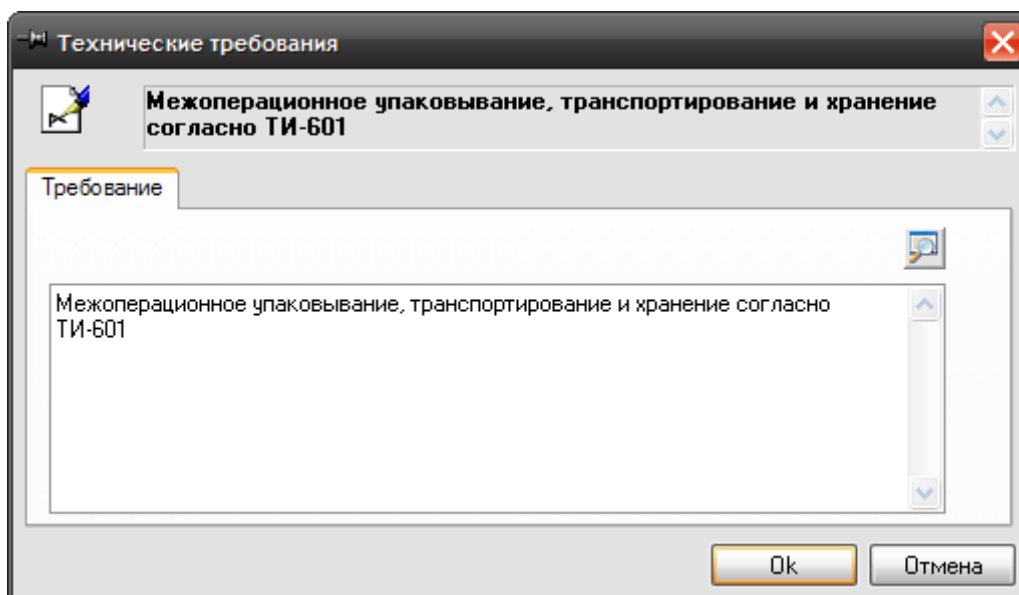 Технические требования
Межоперационное упаковывание, транспортирование и хранение
согласно ТИ-601
Требование
Межоперационное упаковывание, транспортирование и хранение согласно
ТИ-601
Ok
Отмена